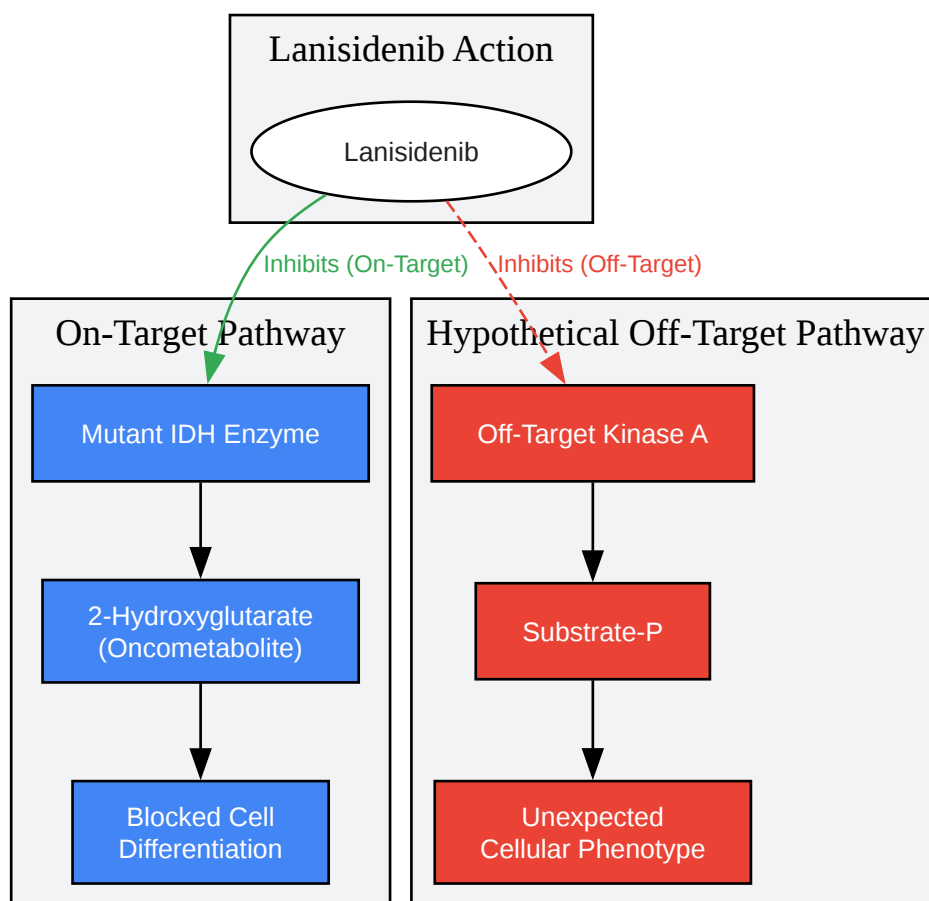 Lanisidenib Action
Lanisidenib
Inhibits (On-Target)
Inhibits (Off-Target)
On-Target Pathway
Mutant IDH Enzyme
2-Hydroxyglutarate
(Oncometabolite)
Blocked Cell
Differentiation
Hypothetical Off-Target Pathway
Off-Target Kinase A
Substrate-P
Unexpected
Cellular Phenotype